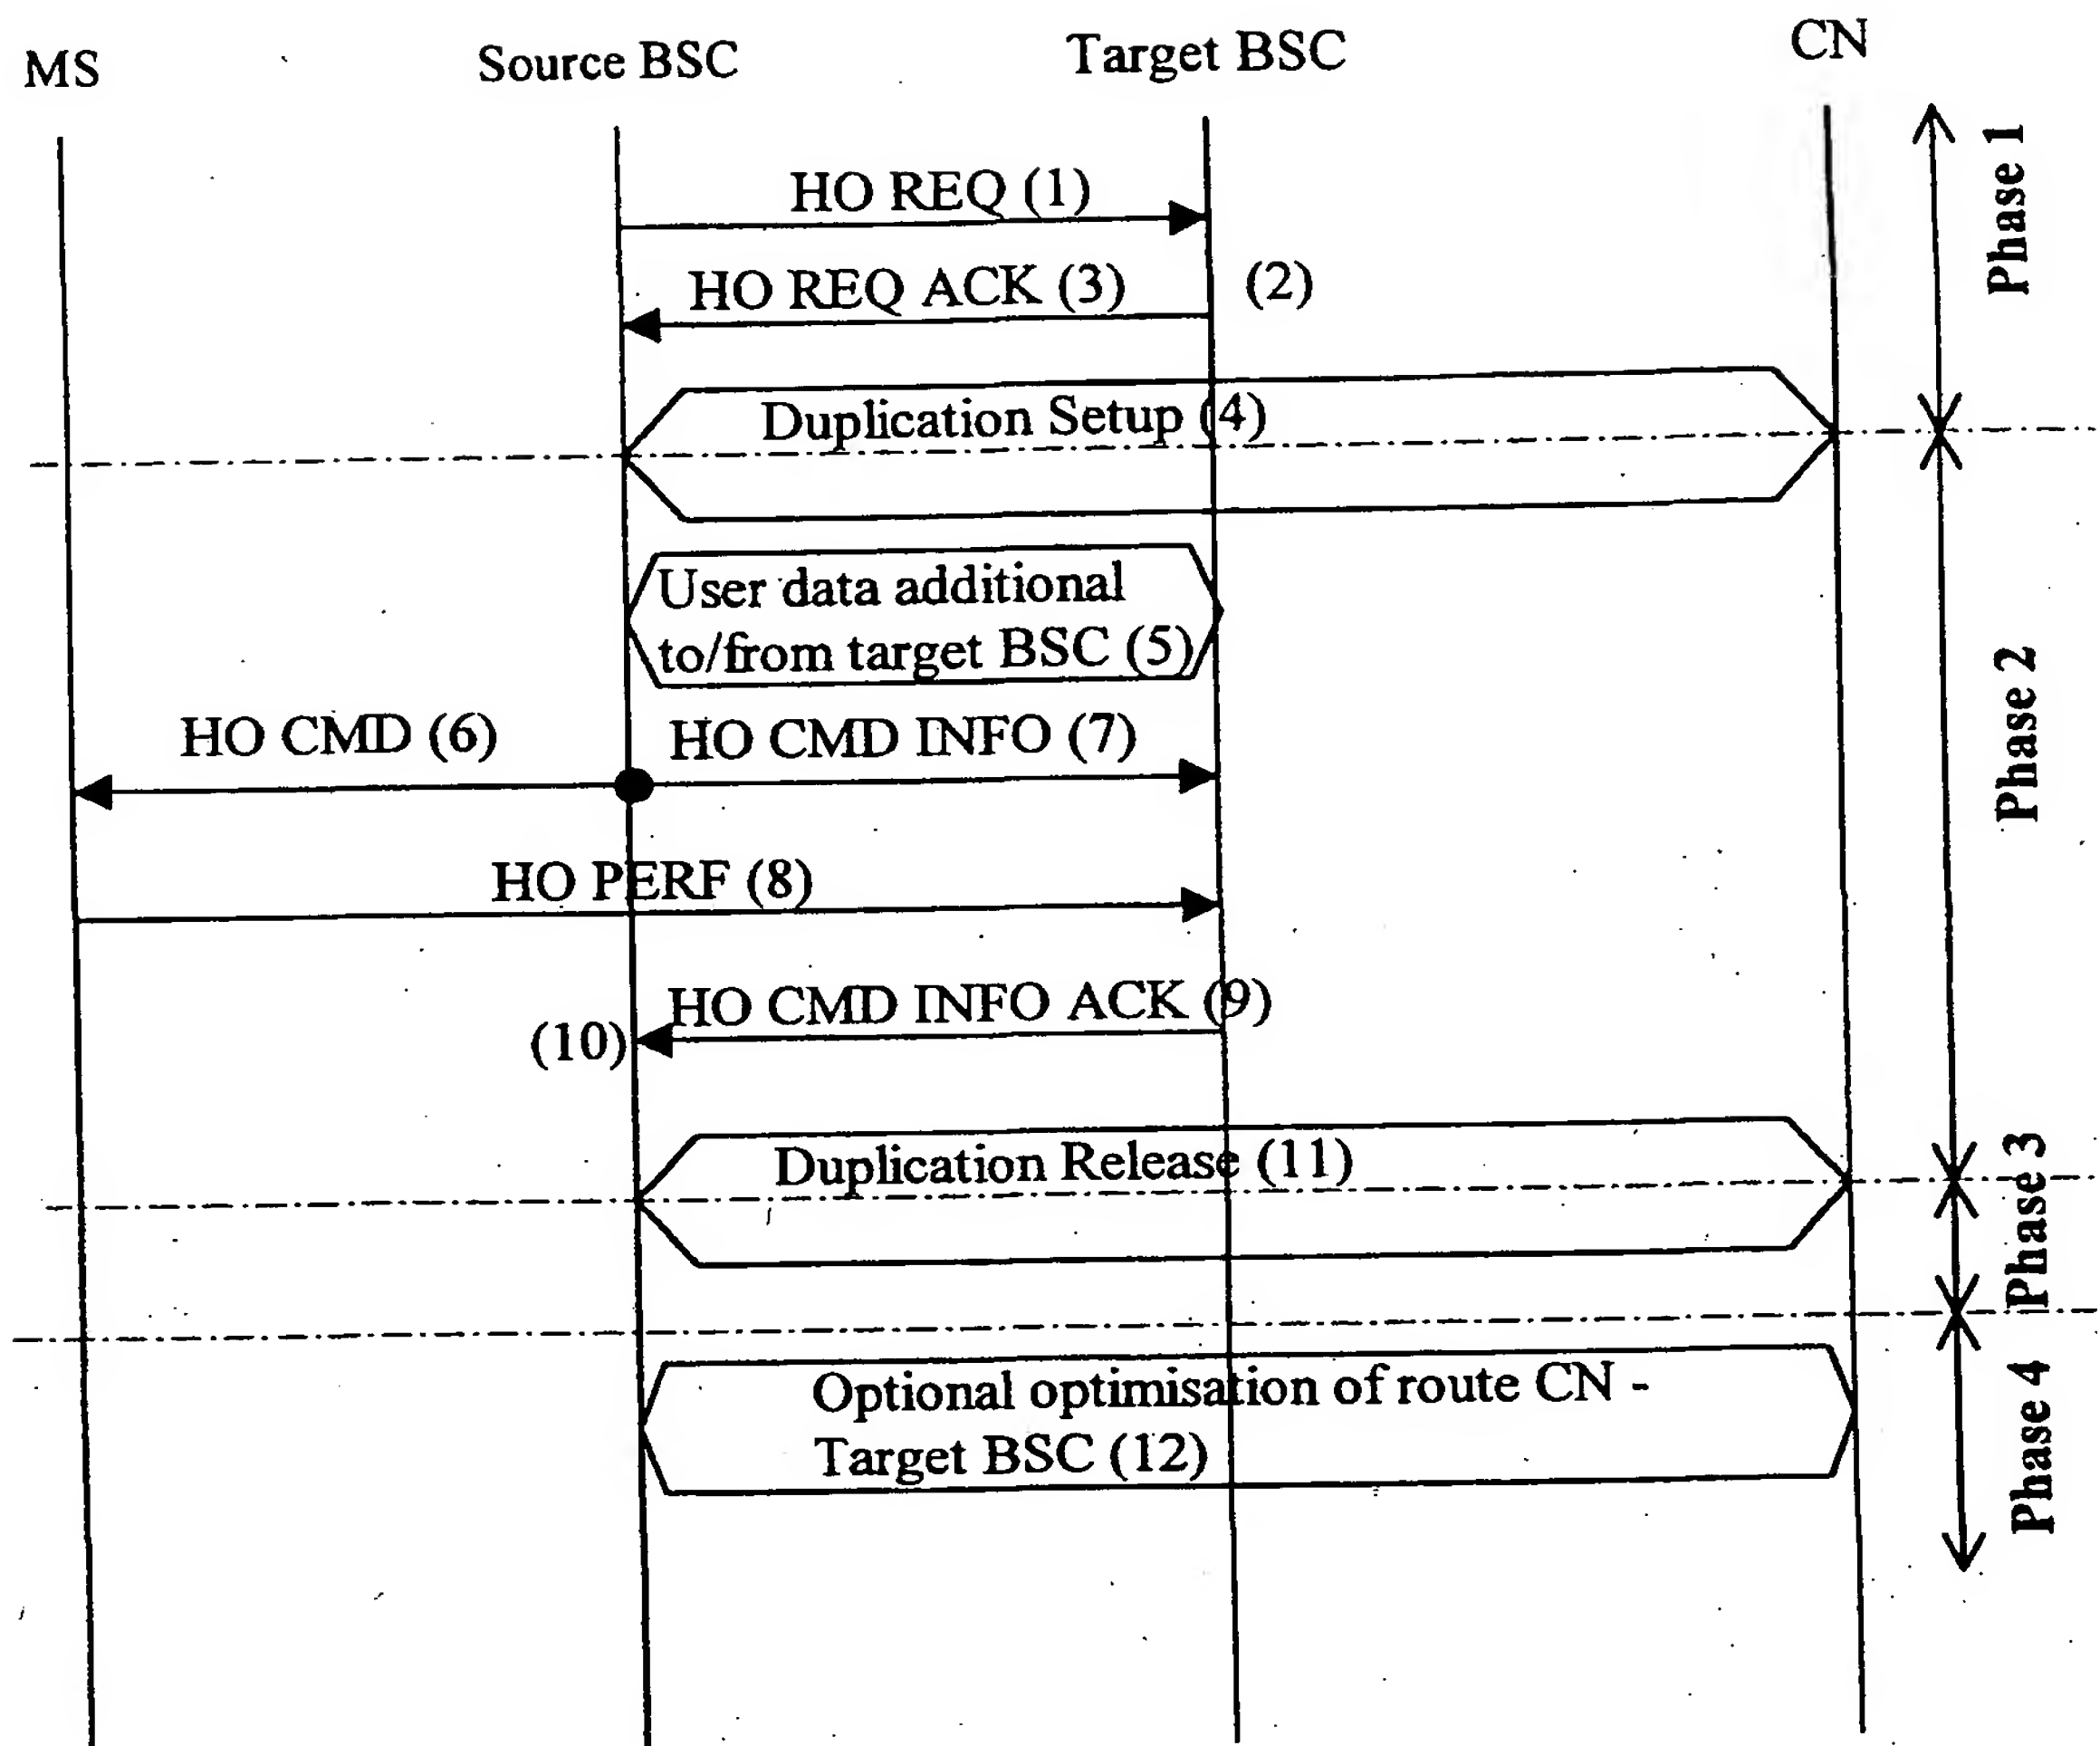 MS
Source BSC
Target BSC
CN
HO REQ (1)
HO REQ ACK (3)
(2)
Duplication Setup (4)
User data additional
to/from target BSC (5)
HO CMD (6)
HO CMD INFO (7)
HO PERF (8)
HO CMD INFO ACK (9)
(10)
Duplication Release (11)
Optional optimisation of route CN -
Target BSC (12)
Phase 1
Phase 2
Phase 3
Phase 4